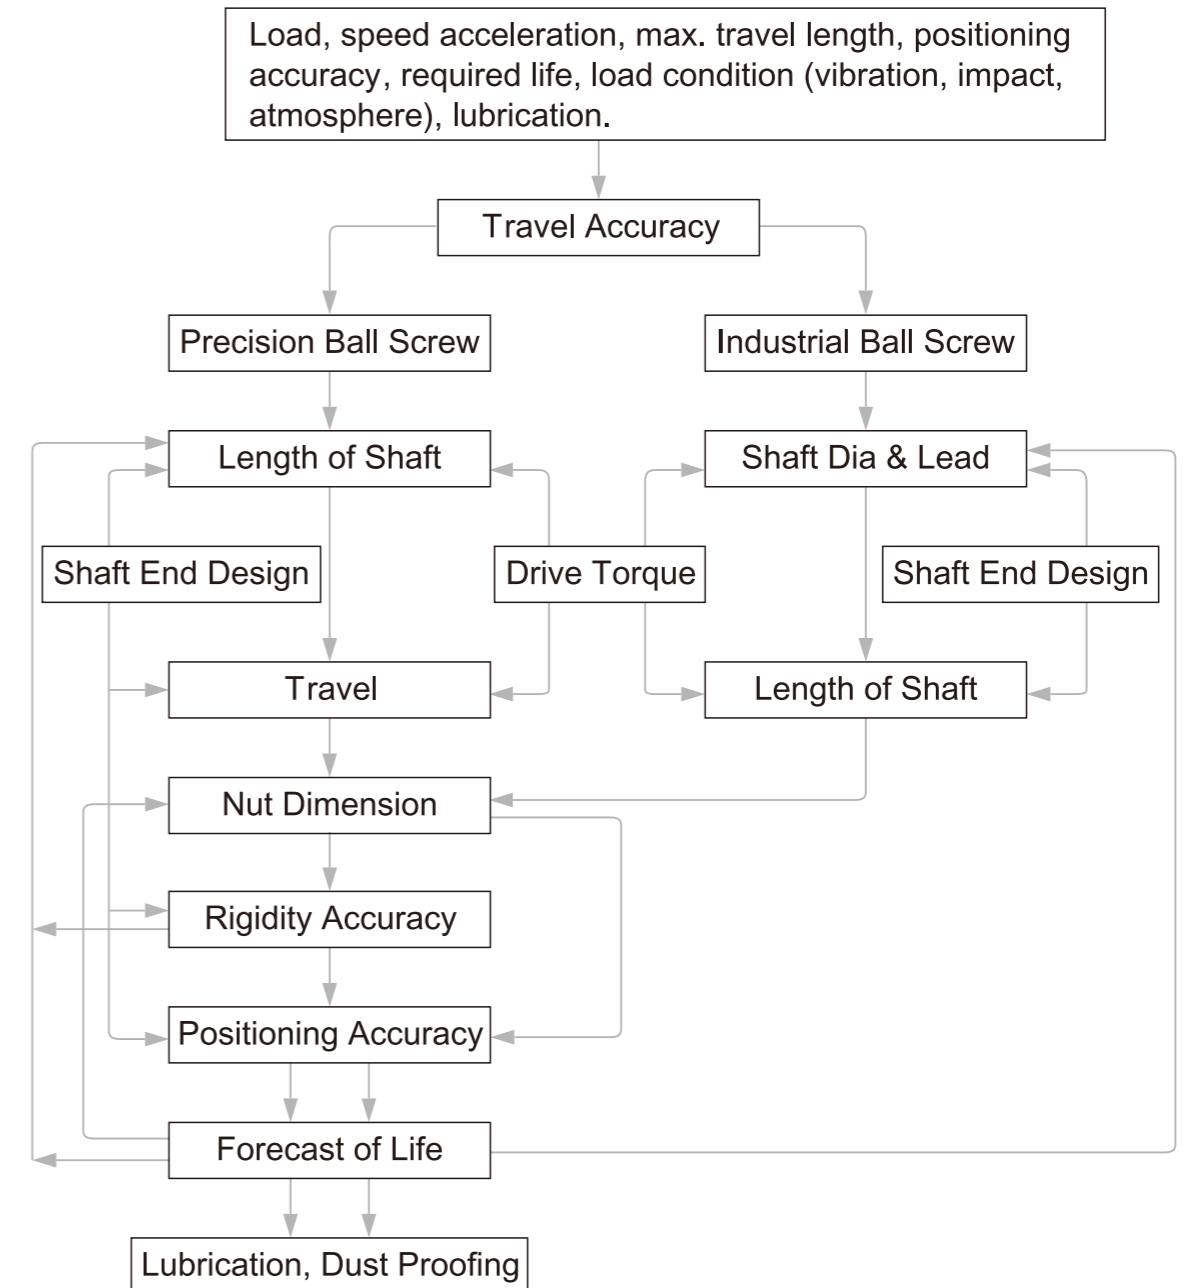 Load, speed acceleration, max. travel length, positioning
accuracy, required life, load condition (vibration, impact,
atmosphere), lubrication.
Travel Accuracy
Precision Ball Screw
Industrial Ball Screw
Length of Shaft
Shaft Dia & Lead
Shaft End Design
Drive Torque
Shaft End Design
Travel
Length of Shaft
Nut Dimension
Rigidity Accuracy
Positioning Accuracy
Forecast of Life
Lubrication, Dust Proofing